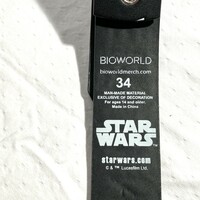 BIOWORLD
bioworldmerch.com
34
MAN-MADE MATERIAL
EXCLUSIVE OF DECORATION
For ages 14 and older.
Made in China
STAR
WARS
starwars.com
© & ™ Lucasfilm Ltd.